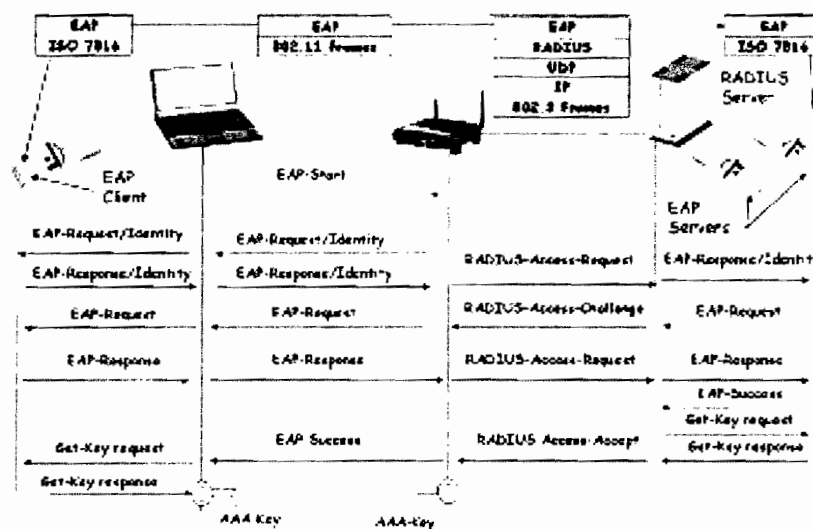 EAP
ISO 7816
EAP
802.11 frames
EAP
RADIUS
UDP
IP
802.3 Frames
EAP
ISO 7816
RADIUS
Server
EAP
Client
EAP-Start
EAP
Servers
EAP-Request/Identity
EAP-Request/Identity
EAP-Response/Identity
EAP-Response/Identity
RADIUS-Access-Request
EAP-Response/Identi
EAP-Request
EAP-Request
RADIUS-Access-Challenge
EAP-Request
EAP-Response
EAP-Response
RADIUS-Access-Request
EAP-Response
EAP-Success
Get-Key request
Get-Key request
EAP Success
RADIUS Access-Accept
Get-Key response
Get-Key response
AAA Key
AAA-Key